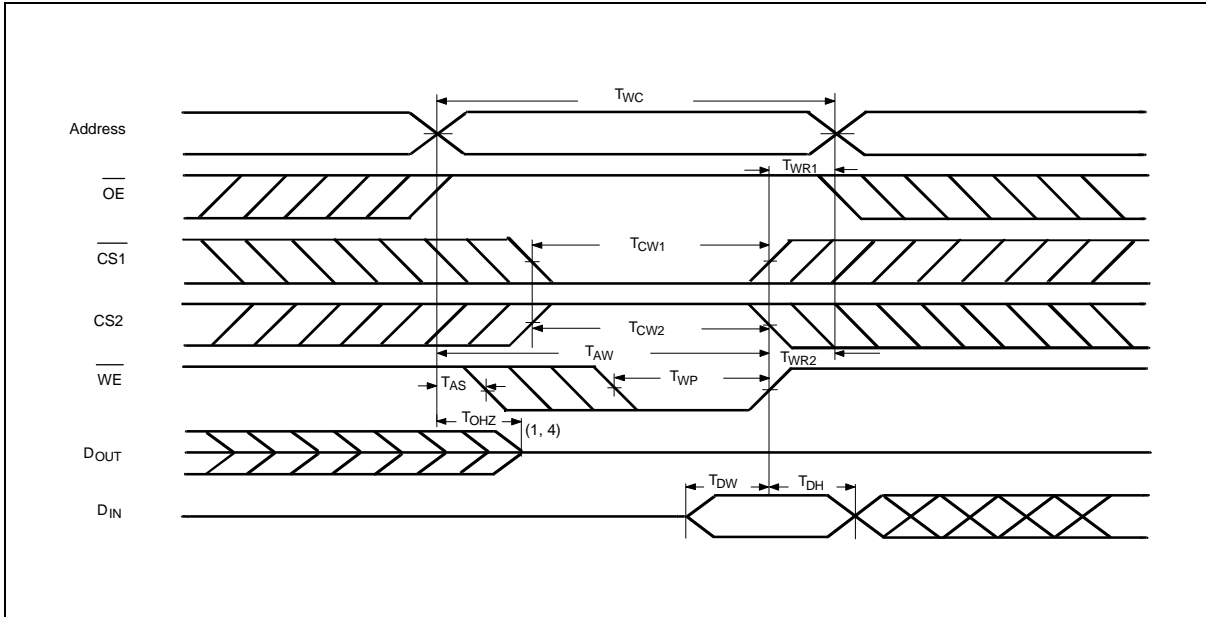 TWC
Address
TWR1
OE
TCW1
CS1
CS2
TCW2
TAW
TWR2
WE
TAS
TWP
TOHZ
(1, 4)
DOUT
TDW
TDH
DIN